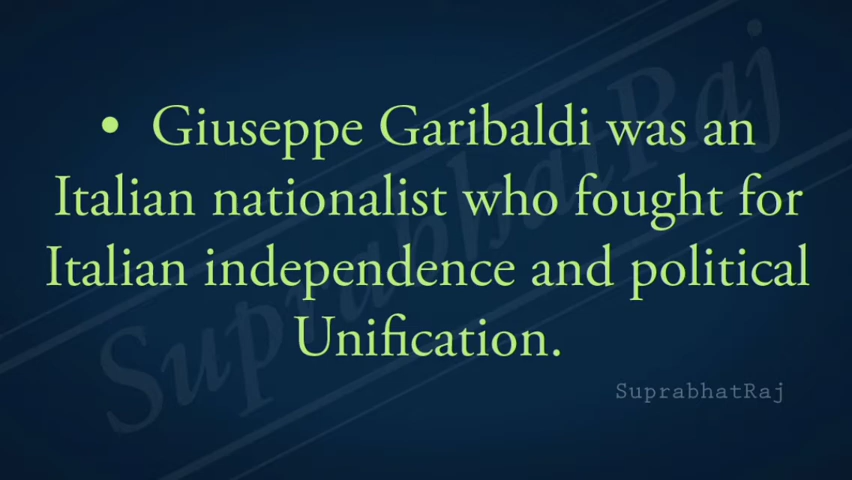 • Giuseppe Garibaldi was an
Italian nationalist who fought for
Italian independence and political
Unification.
SuprabhatRaj
SuprabhatRaj